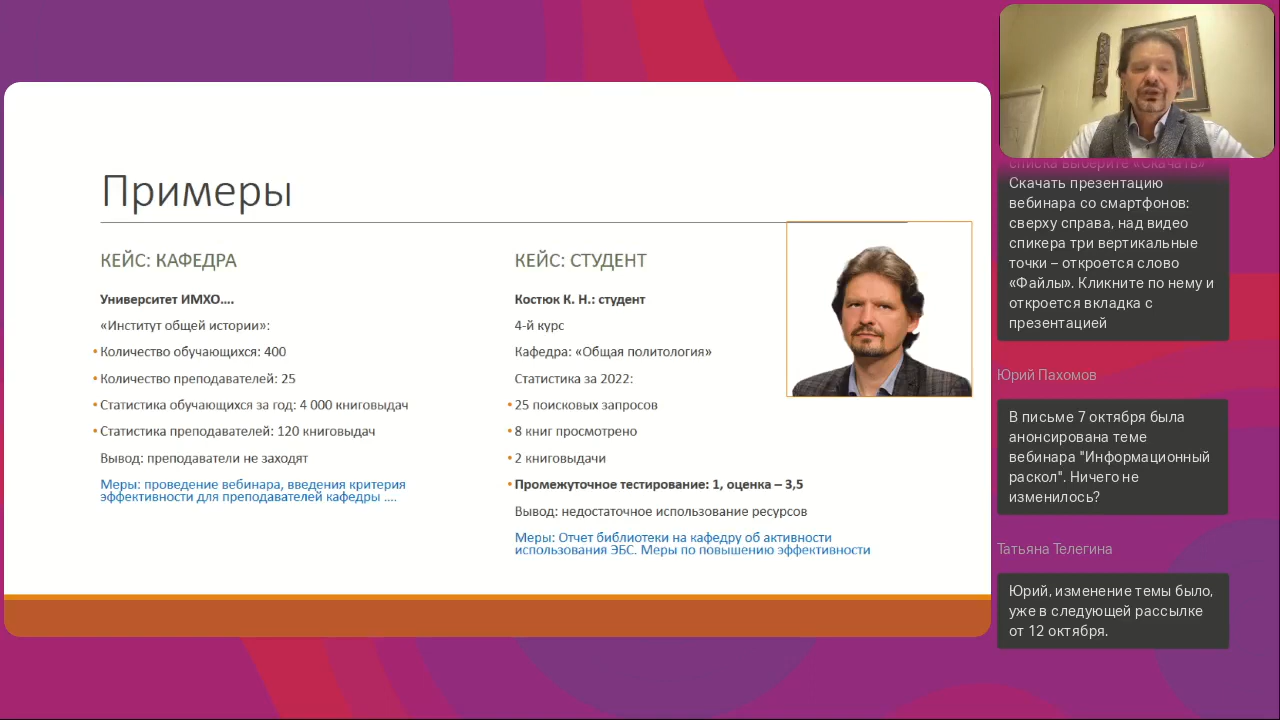 Примеры
КЕЙС: КАФЕДРА
Университет ИМХО....
«Институт общей истории»:
• Количество обучающихся: 400
• Количество преподавателей: 25
• Статистика обучающихся за год: 4 000 книговыдач
• Статистика преподавателей: 120 книговыдач
Вывод: преподаватели не заходят
Меры: проведение вебинара, введения критерия
эффективности для преподавателей кафедры ....
КЕЙС: СТУДЕНТ
Костюк К. Н.: студент
4-й курс
Кафедра: «Общая политология»
Статистика за 2022:
• 25 поисковых запросов
• 8 книг просмотрено
• 2 книговыдачи
• Промежуточное тестирование: 1, оценка – 3,5
Вывод: недостаточное использование ресурсов
Меры: Отчет библиотеки на кафедру об активности
использования ЭБС. Меры по повышению эффективности
списка выберите «Скачать»
Скачать презентацию
вебинара со смартфонов:
сверху справа, над видео
спикера три вертикальные
точки – откроется слово
«Файлы». Кликните по нему и
откроется вкладка с
презентацией
Юрий Пахомов
В письме 7 октября была
анонсирована теме
вебинара "Информационный
раскол". Ничего не
изменилось?
Татьяна Телегина
Юрий, изменение темы было,
уже в следующей рассылке
от 12 октября.